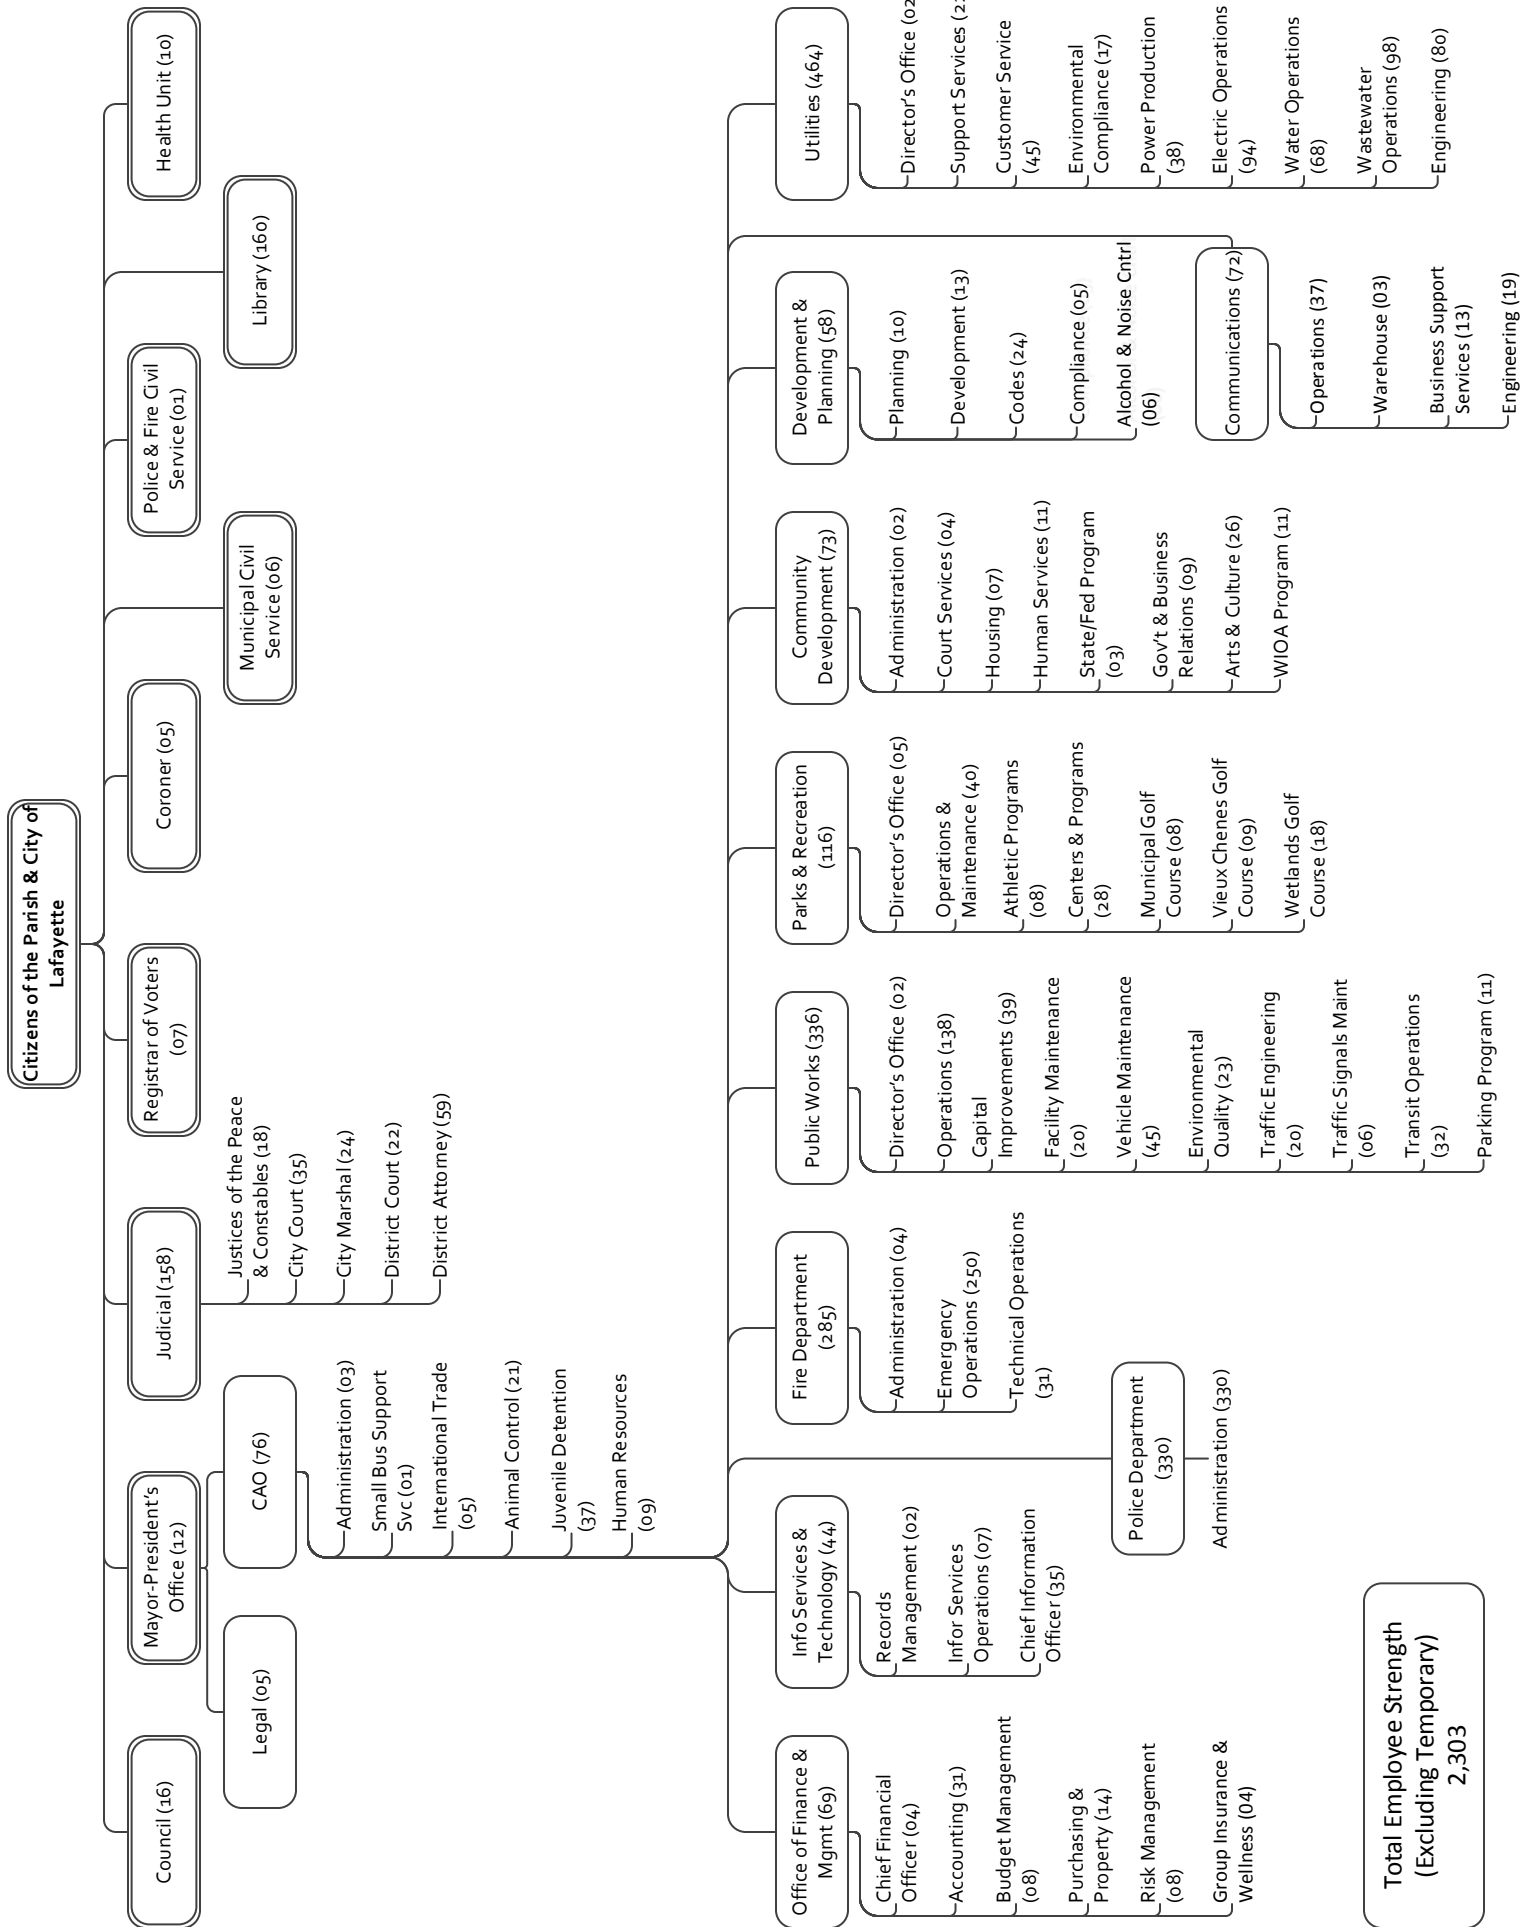 Citizens of the Parish & City of
Lafayette
Council (16)
Mayor-President's
Office (12)
Judicial (158)
Registrar of Voters
(07)
Coroner (05)
Police & Fire Civil
Service (01)
Health Unit (10)
Legal (05)
CAO (76)
Municipal Civil
Service (06)
Library (160)
Justices of the Peace
& Constables (18)
City Court (35)
City Marshal (24)
District Court (22)
District Attorney (59)
Administration (03)
Small Bus Support
Svc (01)
International Trade
(05)
Animal Control (21)
Juvenile Detention
(37)
Human Resources
(09)
Office of Finance &
Mgmt (69)
Chief Financial
Officer (04)
Accounting (31)
Budget Management
(08)
Purchasing &
Property (14)
Risk Management
(08)
Group Insurance &
Wellness (04)
Info Services &
Technology (44)
Records
Management (02)
Infor Services
Operations (07)
Chief Information
Officer (35)
Police Department
(330)
Administration (330)
Fire Department
(285)
Administration (04)
Emergency
Operations (250)
Technical Operations
(31)
Public Works (336)
Director's Office (02)
Operations (138)
Capital
Improvements (39)
Facility Maintenance
(20)
Vehicle Maintenance
(45)
Environmental
Quality (23)
Traffic Engineering
(20)
Traffic Signals Maint
(06)
Transit Operations
(32)
Parking Program (11)
Parks & Recreation
(116)
Director's Office (05)
Operations &
Maintenance (40)
Athletic Programs
(08)
Centers & Programs
(28)
Municipal Golf
Course (08)
Vieux Chenes Golf
Course (09)
Wetlands Golf
Course (18)
Community
Development (73)
Administration (02)
Court Services (04)
Housing (07)
Human Services (11)
State/Fed Program
(03)
Gov't & Business
Relations (09)
Arts & Culture (26)
WIOA Program (11)
Development &
Planning (58)
Planning (10)
Development (13)
Codes (24)
Compliance (05)
Alcohol & Noise Cntrl
(06)
Communications (72)
Operations (37)
Warehouse (03)
Business Support
Services (13)
Engineering (19)
Utilities (464)
Director's Office (02
Support Services
Customer Service
(45)
Environmental
Compliance (17)
Power Production
(38)
Electric Operations
(94)
Water Operations
(68)
Wastewater
Operations (98)
Engineering (80)
Total Employee Strength
(Excluding Temporary)
2,303